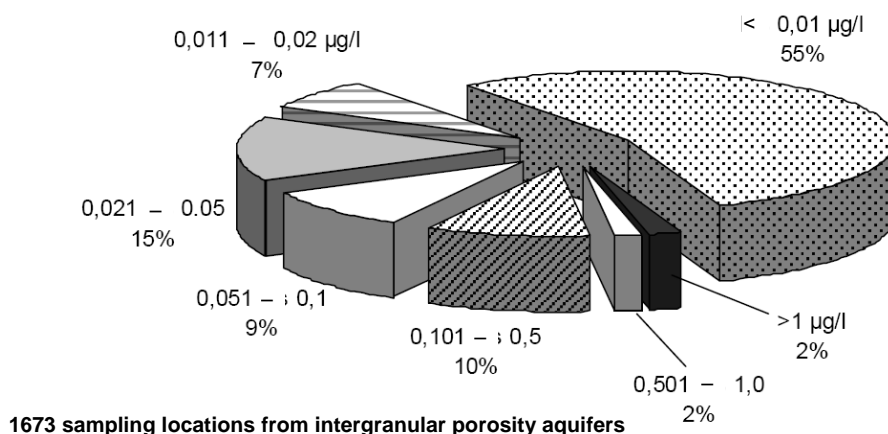 < 0,01 µg/l
55%
0,011 – 0,02 µg/l
7%
0,021 – 0.05
15%
0,051 – s 0,1
9%
0,101 – s 0,5
10%
0,501 – 1,0
2%
>1 µg/l
2%
1673 sampling locations from intergranular porosity aquifers